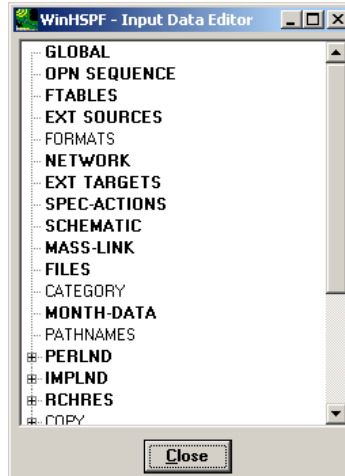 WinHSPF - Input Data Editor
GLOBAL
OPN SEQUENCE
FTABLES
EXT SOURCES
FORMATS
NETWORK
EXT TARGETS
SPEC-ACTIONS
SCHEMATIC
MASS-LINK
FILES
CATEGORY
MONTH-DATA
PATHNAMES
PERLND
IMPLND
RCHRES
COPY
Close